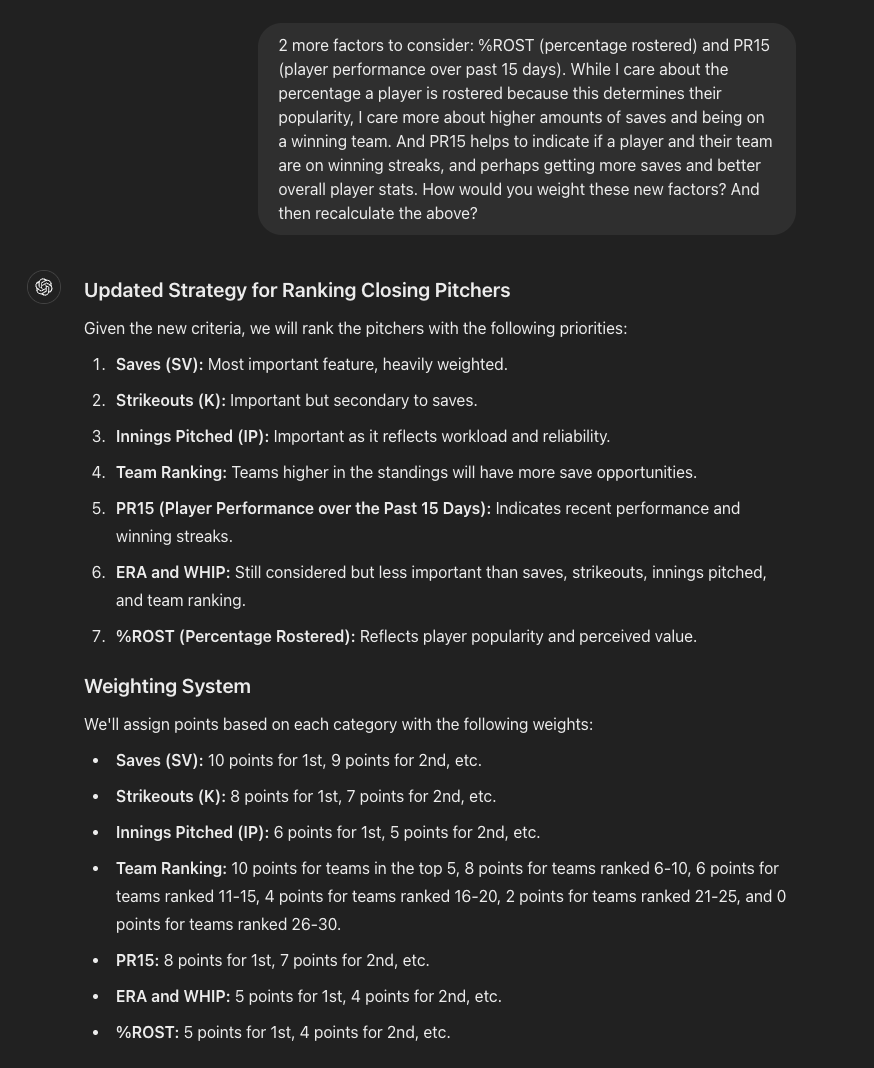 2 more factors to consider: %ROST (percentage rostered) and PR15
(player performance over past 15 days). While I care about the
percentage a player is rostered because this determines their
popularity, I care more about higher amounts of saves and being on
a winning team. And PR15 helps to indicate if a player and their team
are on winning streaks, and perhaps getting more saves and better
overall player stats. How would you weight these new factors? And
then recalculate the above?
Updated Strategy for Ranking Closing Pitchers
Given the new criteria, we will rank the pitchers with the following priorities:
1. Saves (SV): Most important feature, heavily weighted.
2. Strikeouts (K): Important but secondary to saves.
3. Innings Pitched (IP): Important as it reflects workload and reliability.
4. Team Ranking: Teams higher in the standings will have more save opportunities.
5. PR15 (Player Performance over the Past 15 Days): Indicates recent performance and
winning streaks.
6. ERA and WHIP: Still considered but less important than saves, strikeouts, innings pitched,
and team ranking.
7. %ROST (Percentage Rostered): Reflects player popularity and perceived value.
Weighting System
We'll assign points based on each category with the following weights:
• Saves (SV): 10 points for 1st, 9 points for 2nd, etc.
• Strikeouts (K): 8 points for 1st, 7 points for 2nd, etc.
• Innings Pitched (IP): 6 points for 1st, 5 points for 2nd, etc.
• Team Ranking: 10 points for teams in the top 5, 8 points for teams ranked 6-10, 6 points for
teams ranked 11-15, 4 points for teams ranked 16-20, 2 points for teams ranked 21-25, and 0
points for teams ranked 26-30.
• PR15: 8 points for 1st, 7 points for 2nd, etc.
• ERA and WHIP: 5 points for 1st, 4 points for 2nd, etc.
• %ROST: 5 points for 1st, 4 points for 2nd, etc.